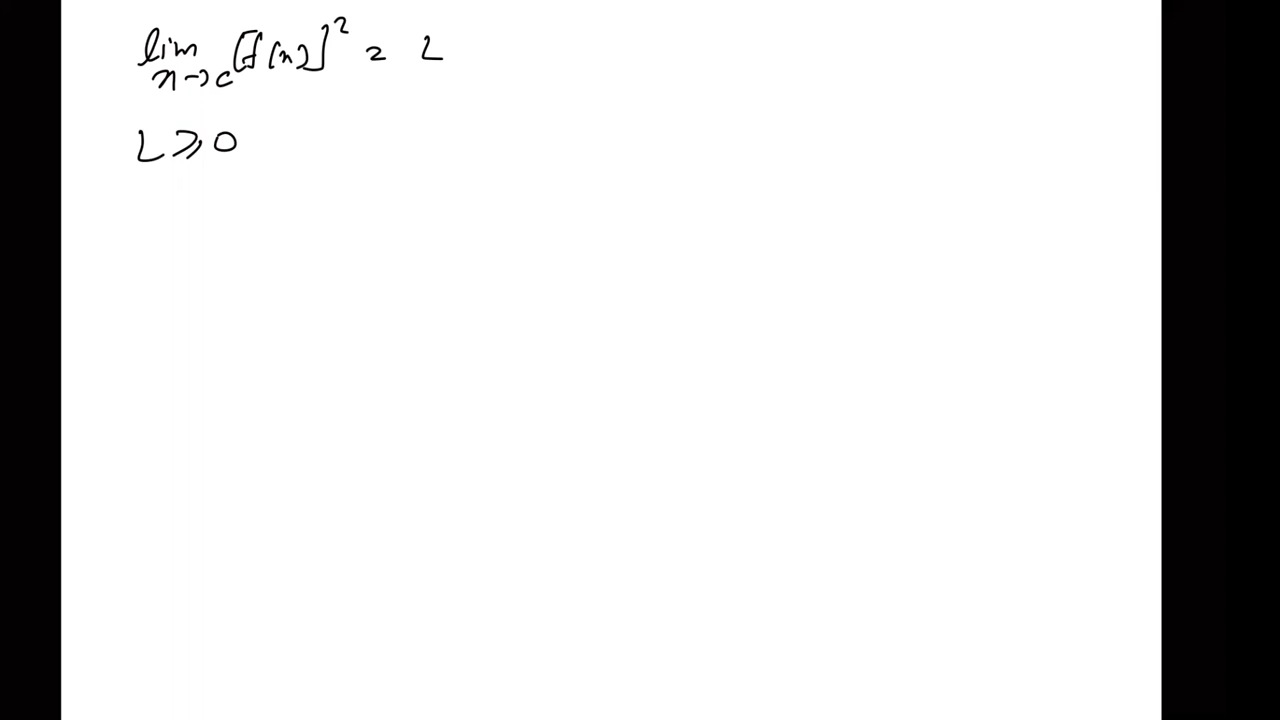 lim x→c [f(x)]² = L
L ⩾ 0